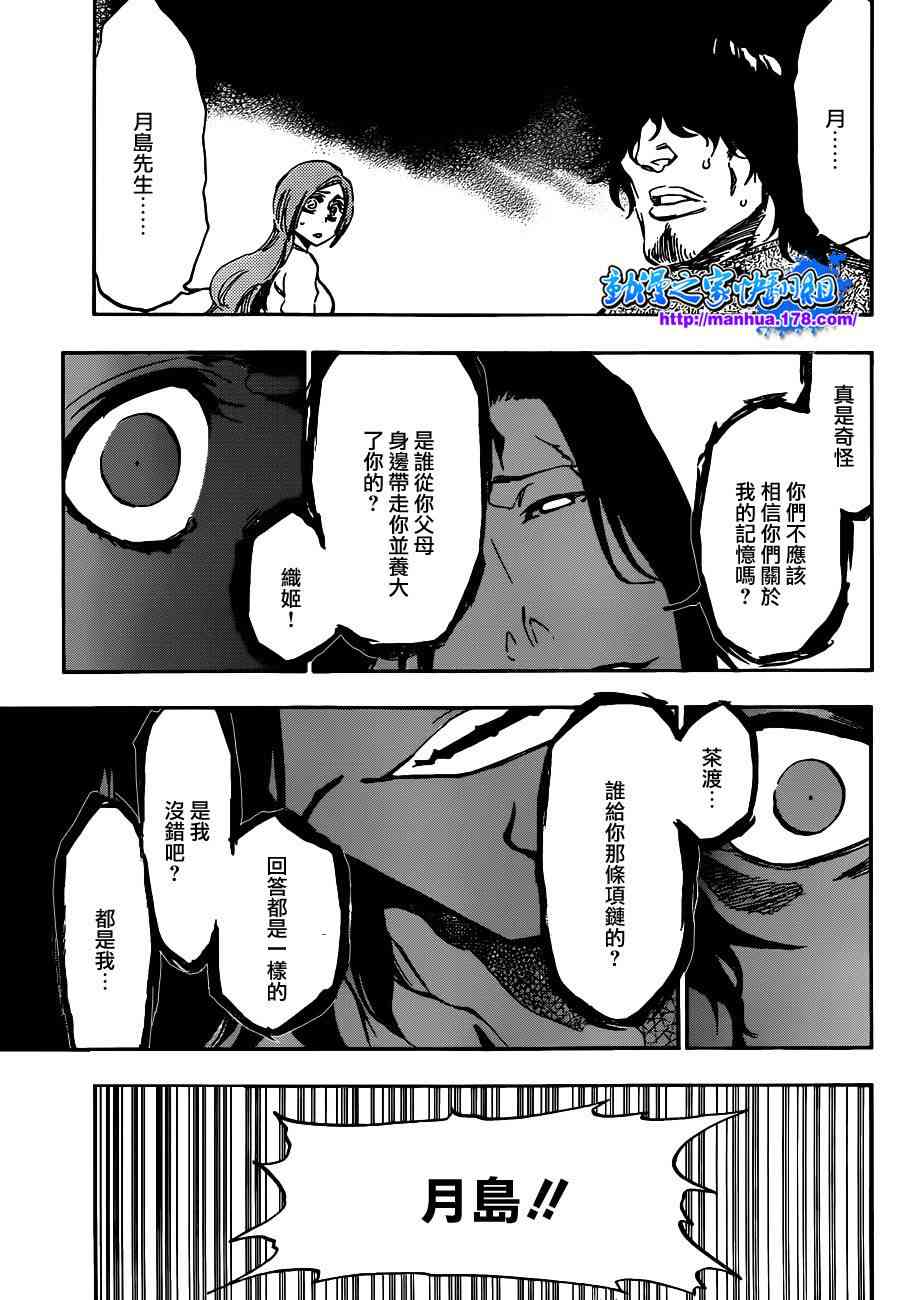 月……
月島先生……
動漫之家快翻組
http://manhua.178.com/
真是奇怪
你們不應該
相信你們關於
我的記憶嗎?
是誰從你父母
身邊帶走你並養大
了你的?
織姬!
茶渡…
誰給你那條項鏈的?
回答都是一樣的
是我
沒錯吧?
都是我…
月島!!